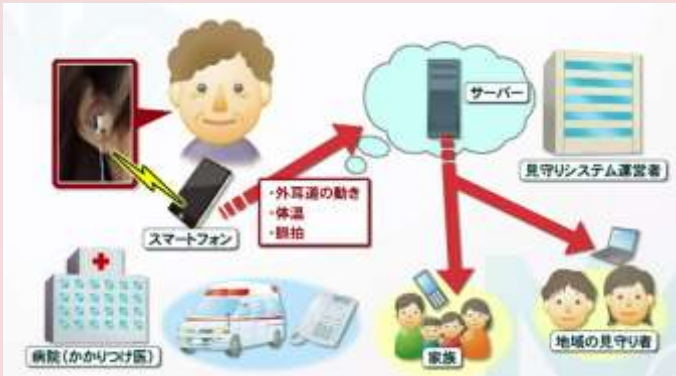 サーバー
見守りシステム運営者
スマートフォン
・外耳道の動き
・体温
・脈拍
病院(かかりつけ医)
家族
地域の見守り者